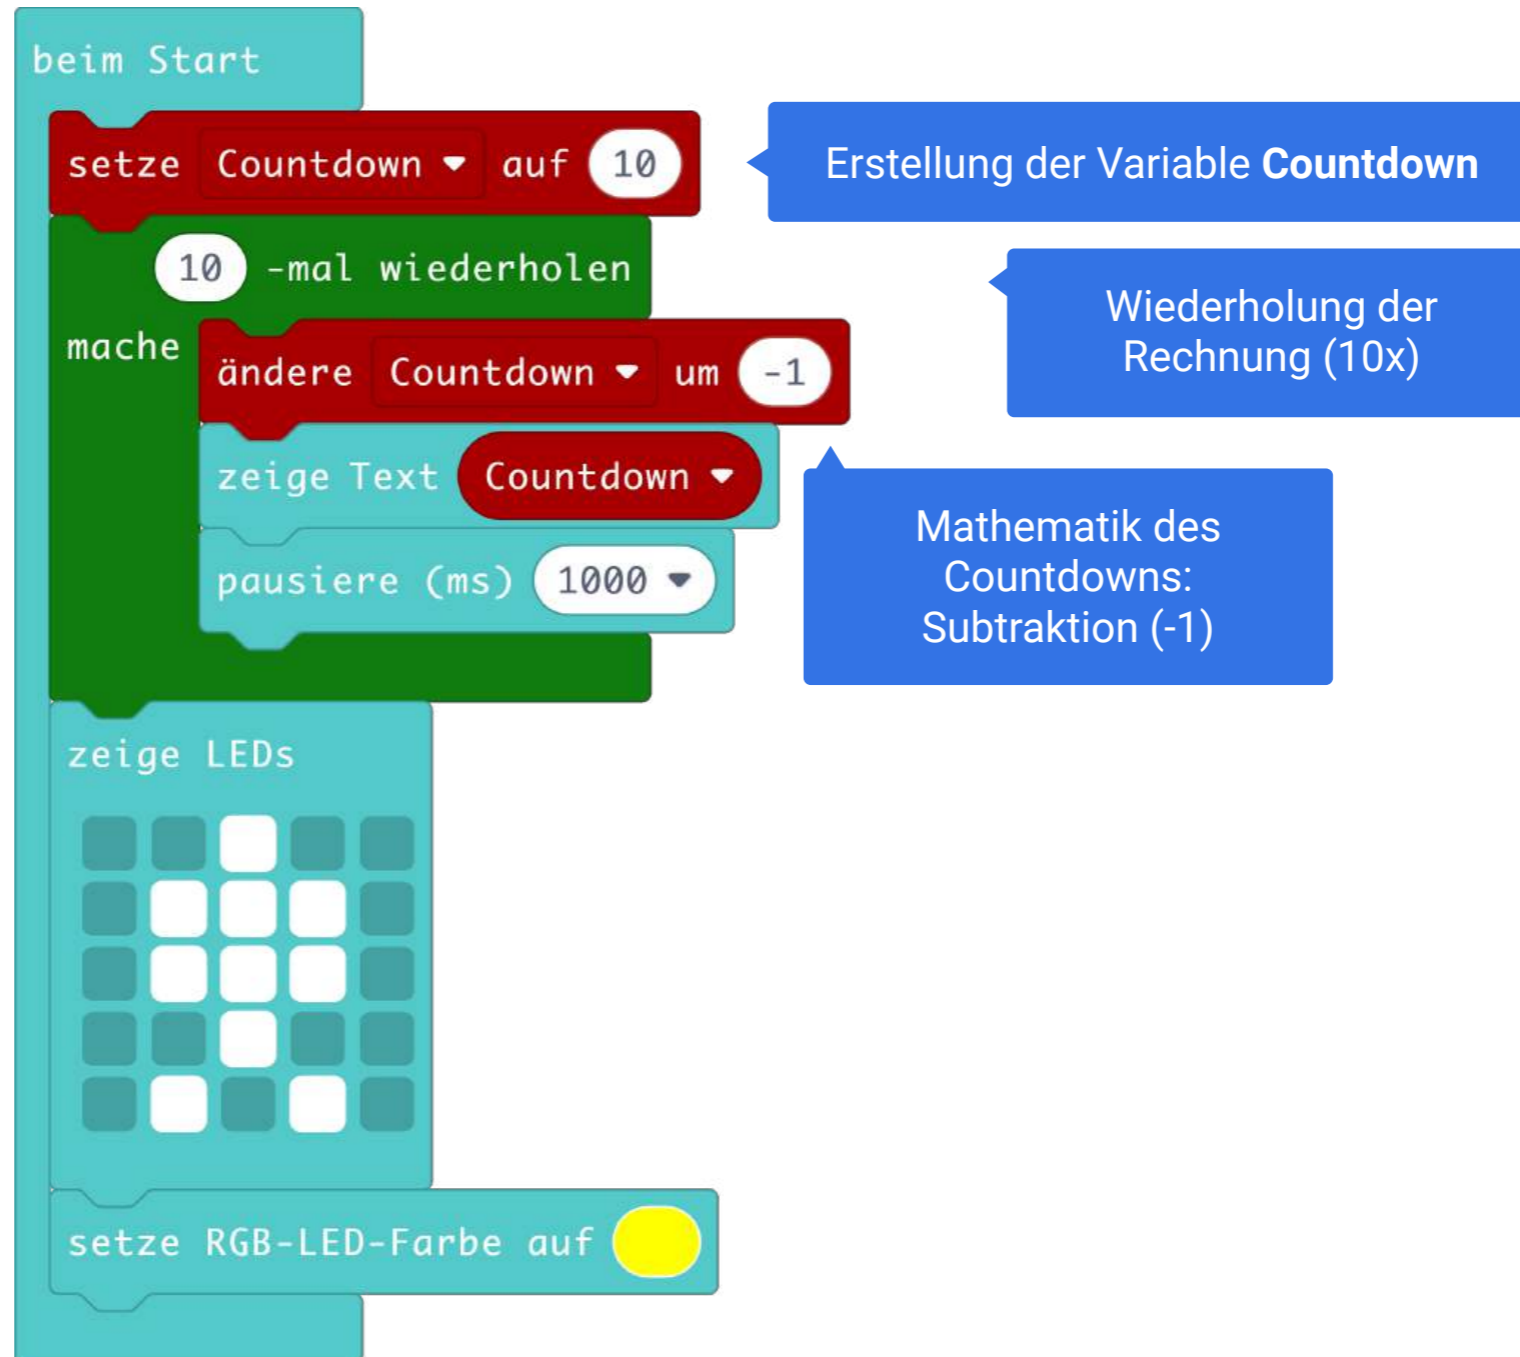 beim Start
setze Countdown auf 10
Erstellung der Variable Countdown
10 -mal wiederholen
Wiederholung der
Rechnung (10x)
mache
ändere Countdown um -1
zeige Text Countdown
pausiere (ms) 1000
Mathematik des
Countdowns:
Subtraktion (-1)
zeige LEDs
setze RGB-LED-Farbe auf